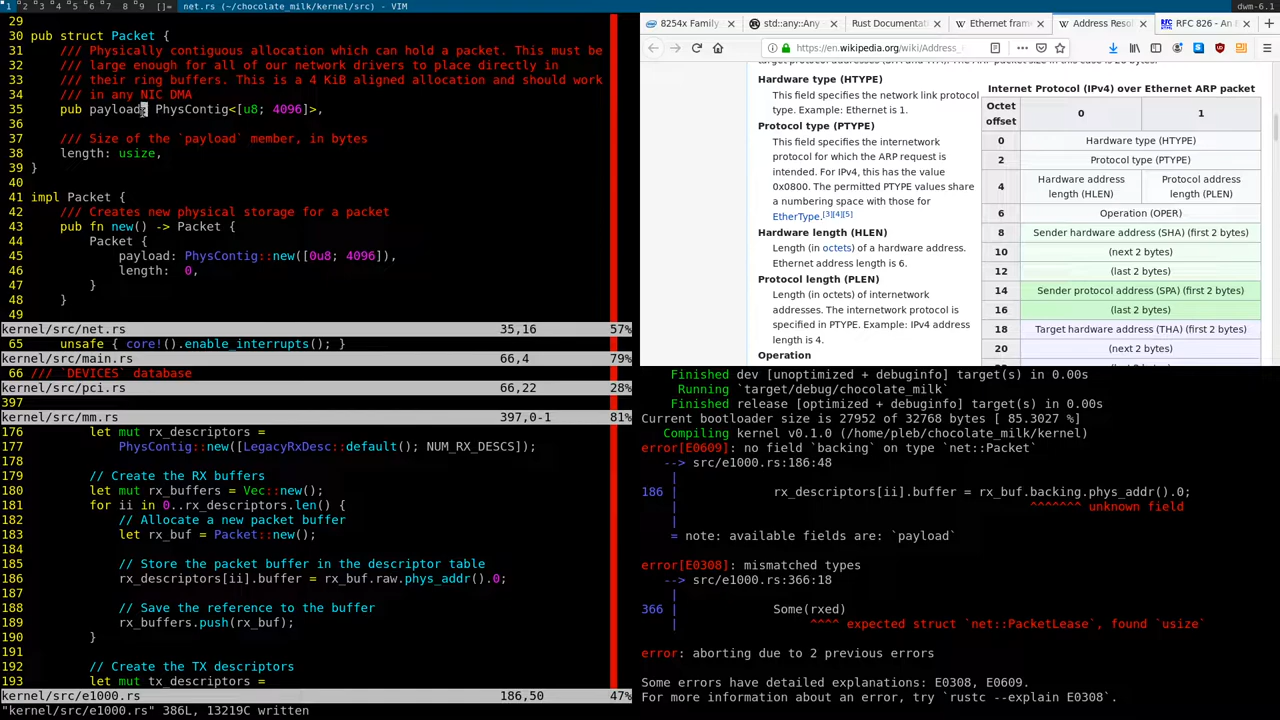 1 2 3 4 5 6 7 8 9 []= net.rs (~/chocolate_milk/kernel/src) - VIM
dwm-6.1
29
30 pub struct Packet {
31     /// Physically contiguous allocation which can hold a packet. This must be
32     /// large enough for all of our network drivers to place directly in
33     /// their ring buffers. This is a 4 KiB aligned allocation and should work
34     /// in any NIC DMA
35     pub payload: PhysContig<[u8; 4096]>,
36
37     /// Size of the `payload` member, in bytes
38     length: usize,
39 }
40
41 impl Packet {
42     /// Creates new physical storage for a packet
43     pub fn new() -> Packet {
44         Packet {
45             payload: PhysContig::new([0u8; 4096]),
46             length:  0,
47         }
48     }
49
kernel/src/net.rs 35,16 57%
65     unsafe { core!().enable_interrupts(); }
kernel/src/main.rs 66,4 79%
66 /// `DEVICES` database
kernel/src/pci.rs 66,22 28%
397
kernel/src/mm.rs 397,0-1 81%
176         let mut rx_descriptors =
177             PhysContig::new([LegacyRxDesc::default(); NUM_RX_DESCS]);
178
179         // Create the RX buffers
180         let mut rx_buffers = Vec::new();
181         for ii in 0..rx_descriptors.len() {
182             // Allocate a new packet buffer
183             let rx_buf = Packet::new();
184
185             // Store the packet buffer in the descriptor table
186             rx_descriptors[ii].buffer = rx_buf.raw.phys_addr().0;
187
188             // Save the reference to the buffer
189             rx_buffers.push(rx_buf);
190         }
191
192         // Create the TX descriptors
193         let mut tx_descriptors =
kernel/src/e1000.rs 186,50 47%
"kernel/src/e1000.rs" 386L, 13219C written
8254x Family std::any::Any Rust Documentat Ethernet fram Address Resol RFC 826 - An
https://en.wikipedia.org/wiki/Address_
Hardware type (HTYPE)
This field specifies the network link protocol
type. Example: Ethernet is 1.
Protocol type (PTYPE)
This field specifies the internetwork
protocol for which the ARP request is
intended. For IPv4, this has the value
0x0800. The permitted PTYPE values share
a numbering space with those for
EtherType.[3][4][5]
Hardware length (HLEN)
Length (in octets) of a hardware address.
Ethernet address length is 6.
Protocol length (PLEN)
Length (in octets) of internetwork
addresses. The internetwork protocol is
specified in PTYPE. Example: IPv4 address
length is 4.
Operation
Internet Protocol (IPv4) over Ethernet ARP packet
Octet offset 0 1
0 Hardware type (HTYPE)
2 Protocol type (PTYPE)
4 Hardware address length (HLEN) Protocol address length (PLEN)
6 Operation (OPER)
8 Sender hardware address (SHA) (first 2 bytes)
10 (next 2 bytes)
12 (last 2 bytes)
14 Sender protocol address (SPA) (first 2 bytes)
16 (last 2 bytes)
18 Target hardware address (THA) (first 2 bytes)
20 (next 2 bytes)
Finished dev [unoptimized + debuginfo] target(s) in 0.00s
Running `target/debug/chocolate_milk`
Finished release [optimized + debuginfo] target(s) in 0.00s
Current bootloader size is 27952 of 32768 bytes [ 85.3027 %]
Compiling kernel v0.1.0 (/home/pleb/chocolate_milk/kernel)
error[E0609]: no field `backing` on type `net::Packet`
--> src/e1000.rs:186:48
|
186 |             rx_descriptors[ii].buffer = rx_buf.backing.phys_addr().0;
|             ^^^^^^^ unknown field
|
= note: available fields are: `payload`
error[E0308]: mismatched types
--> src/e1000.rs:366:18
|
366 |             Some(rxed)
|                  ^^^^ expected struct `net::PacketLease`, found `usize`
error: aborting due to 2 previous errors
Some errors have detailed explanations: E0308, E0609.
For more information about an error, try `rustc --explain E0308`.